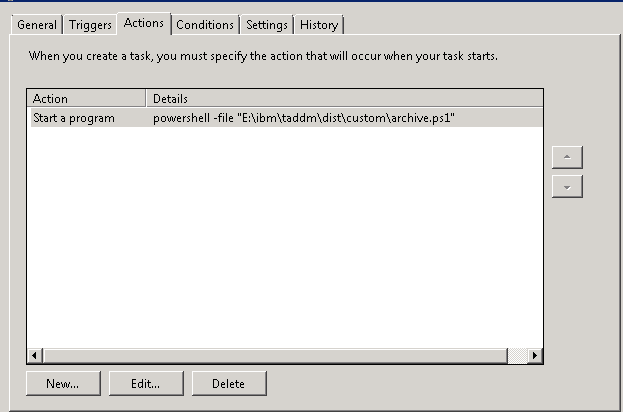 General Triggers Actions Conditions Settings History
When you create a task, you must specify the action that will occur when your task starts.
Action Details
Start a program powershell -file "E:\ibm\taddm\dist\custom\archive.ps1"
New... Edit... Delete